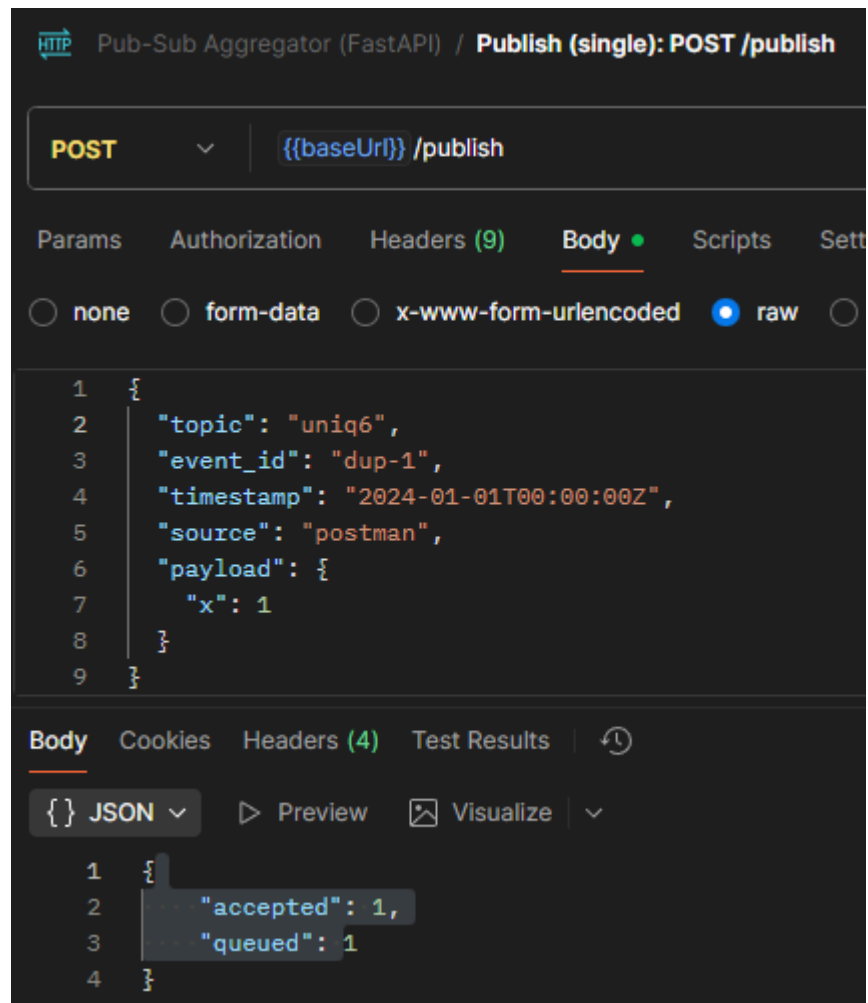 HTTP Pub-Sub Aggregator (FastAPI) / Publish (single): POST /publish
POST {{baseUrl}} /publish
Params Authorization Headers (9) Body Scripts Sett
none form-data x-www-form-urlencoded raw
1 {
2 "topic": "uniq6",
3 "event_id": "dup-1",
4 "timestamp": "2024-01-01T00:00:00Z",
5 "source": "postman",
6 "payload": {
7 "x": 1
8 }
9 }
Body Cookies Headers (4) Test Results
{} JSON Preview Visualize
1 {
2 "accepted": 1,
3 "queued": 1
4 }